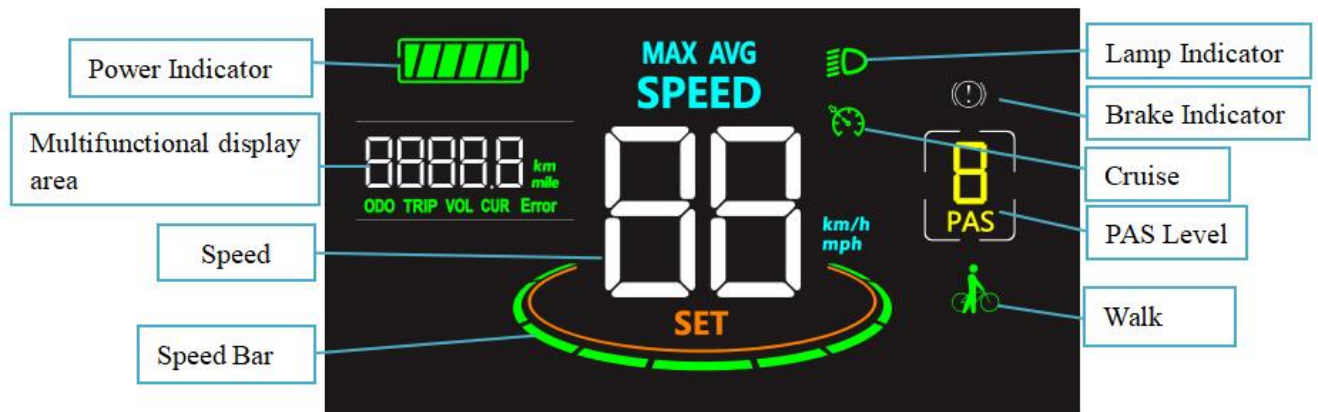 Power Indicator
Multifunctional display
area
Speed
Speed Bar
MAX AVG
SPEED
8888.8
km
mile
ODO TRIP VOL CUR Error
88
km/h
mph
SET
8
PAS
Lamp Indicator
Brake Indicator
Cruise
PAS Level
Walk